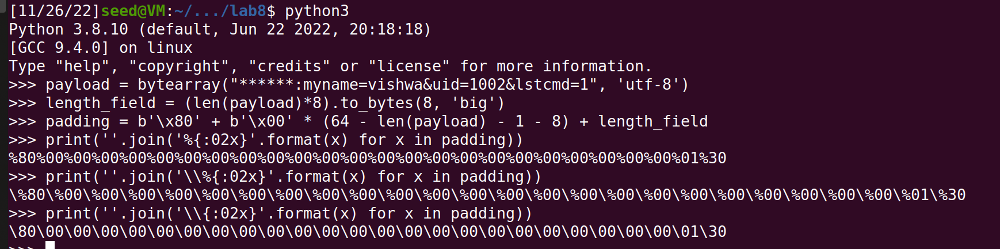 [11/26/22]seed@VM:~/.../lab8$ python3
Python 3.8.10 (default, Jun 22 2022, 20:18:18)
[GCC 9.4.0] on linux
Type "help", "copyright", "credits" or "license" for more information.
>>> payload = bytearray("******:myname=vishwa&uid=1002&lstcmd=1", 'utf-8')
>>> length_field = (len(payload)*8).to_bytes(8, 'big')
>>> padding = b'\x80' + b'\x00' * (64 - len(payload) - 1 - 8) + length_field
>>> print(''.join('%{:02x}'.format(x) for x in padding))
%80%00%00%00%00%00%00%00%00%00%00%00%00%00%00%00%00%00%00%00%00%00%00%00%01%30
>>> print(''.join('\\%{:02x}'.format(x) for x in padding))
\%80\%00\%00\%00\%00\%00\%00\%00\%00\%00\%00\%00\%00\%00\%00\%00\%00\%00\%00\%00\%00\%00\%00\%00\%01\%30
>>> print(''.join('\\{:02x}'.format(x) for x in padding))
\80\00\00\00\00\00\00\00\00\00\00\00\00\00\00\00\00\00\00\00\00\00\00\00\01\30
>>>